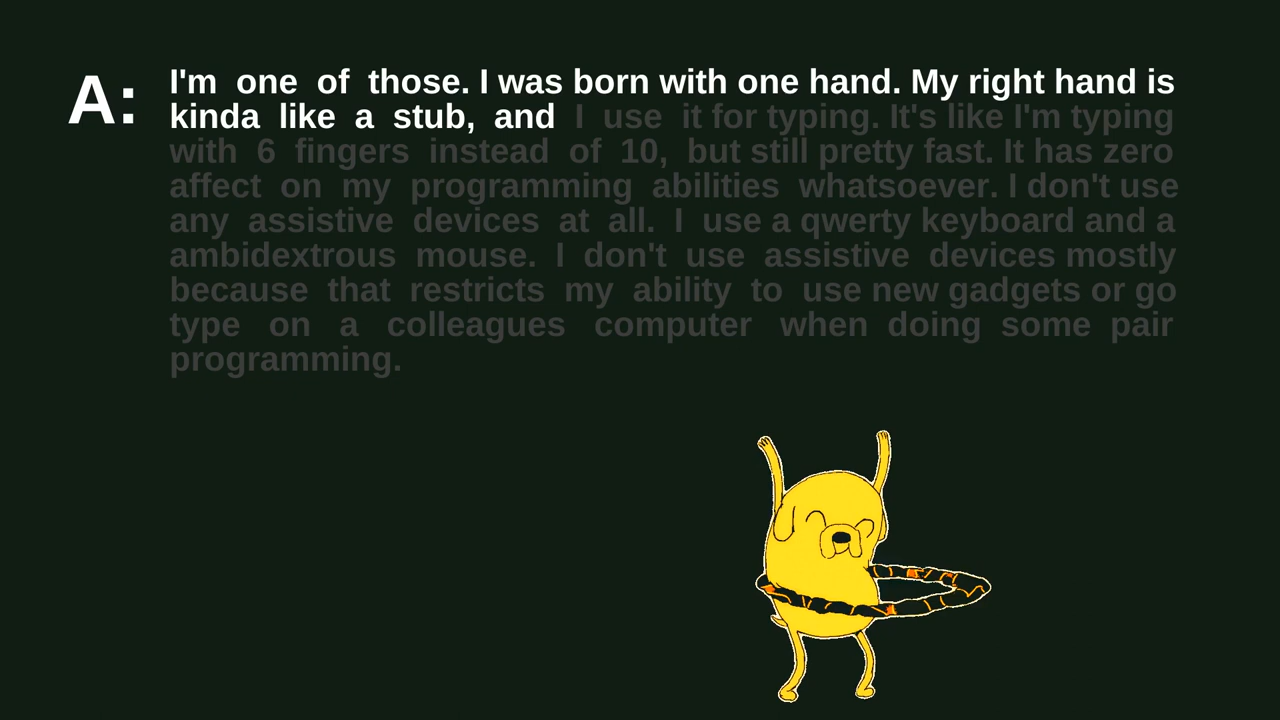 A: I'm one of those. I was born with one hand. My right hand is
kinda like a stub, and I use it for typing. It's like I'm typing
with 6 fingers instead of 10, but still pretty fast. It has zero
affect on my programming abilities whatsoever. I don't use
any assistive devices at all. I use a qwerty keyboard and a
ambidextrous mouse. I don't use assistive devices mostly
because that restricts my ability to use new gadgets or go
type on a colleagues computer when doing some pair
programming.